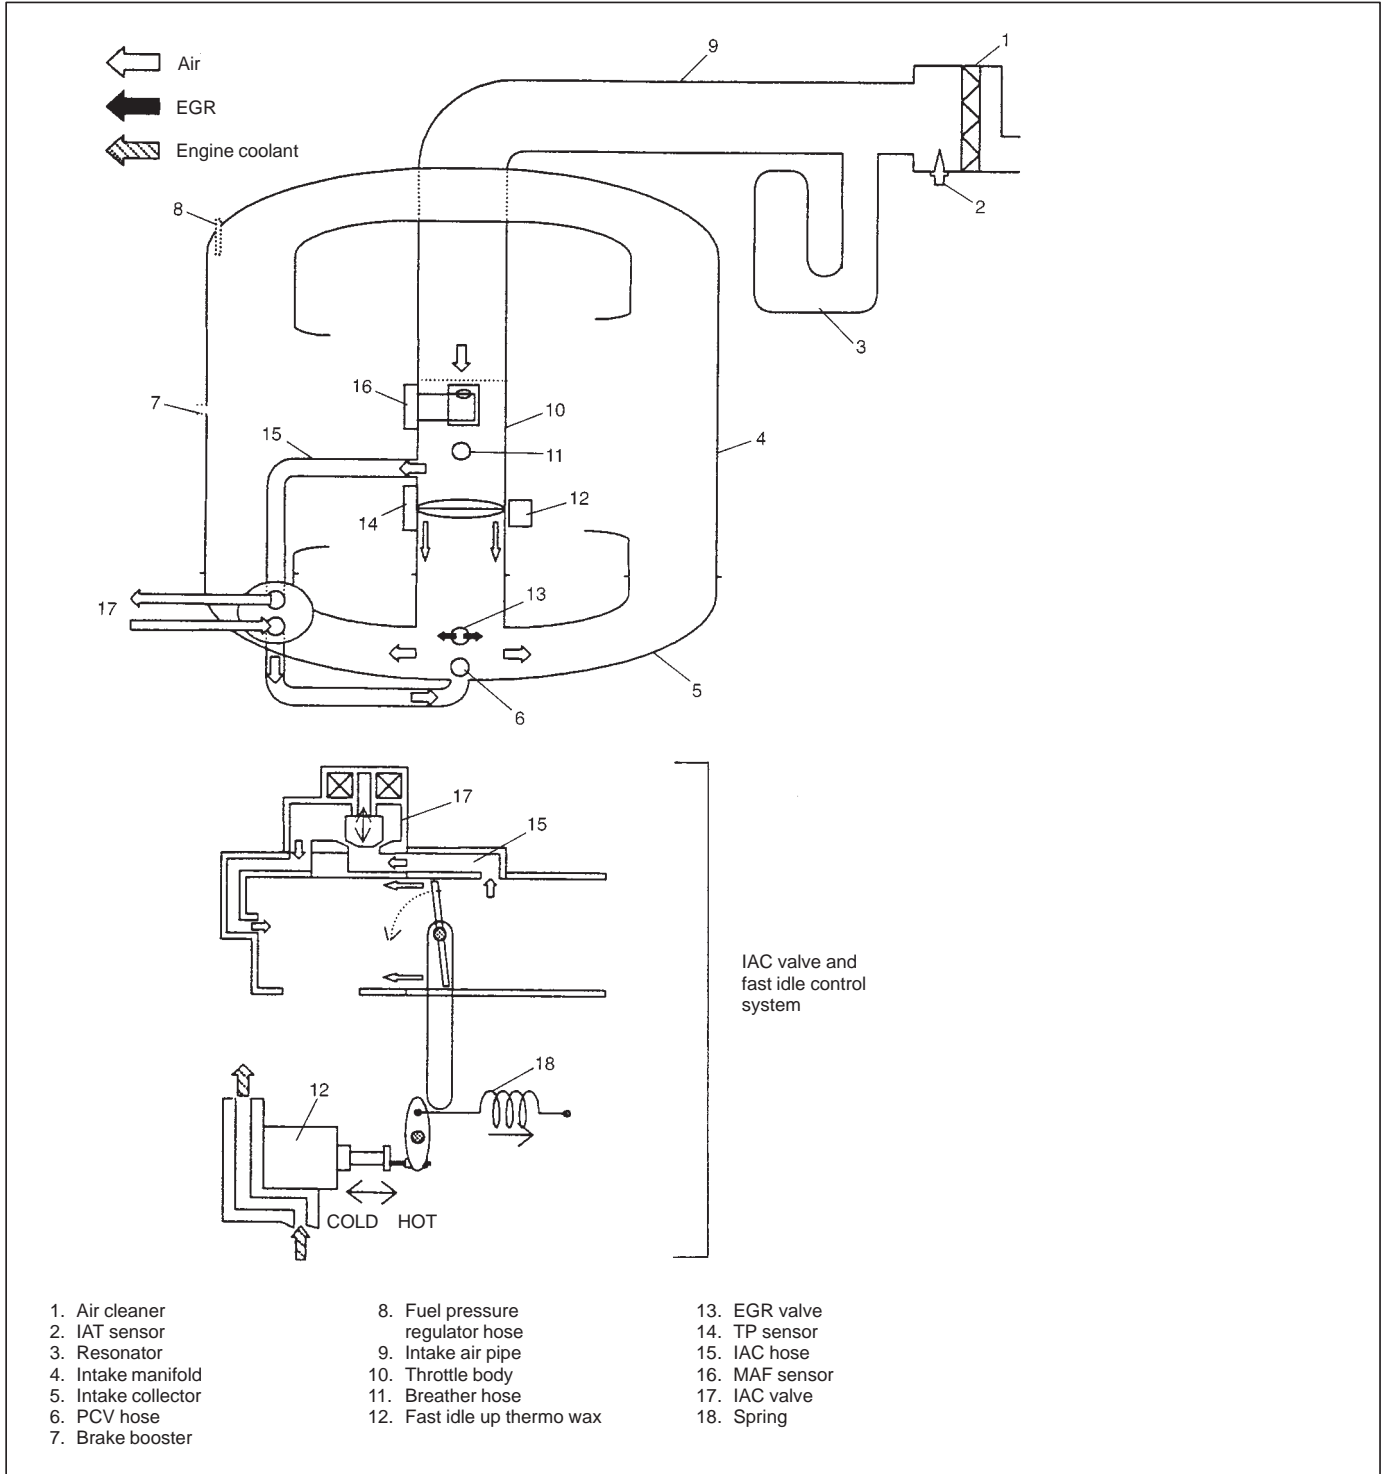 Air
EGR
Engine coolant
9
1
8
2
3
16
7
10
15
11
4
12
14
17
13
5
6
17
15
IAC valve and
fast idle control
system
18
12
COLD HOT
1. Air cleaner
2. IAT sensor
3. Resonator
4. Intake manifold
5. Intake collector
6. PCV hose
7. Brake booster
8. Fuel pressure
regulator hose
9. Intake air pipe
10. Throttle body
11. Breather hose
12. Fast idle up thermo wax
13. EGR valve
14. TP sensor
15. IAC hose
16. MAF sensor
17. IAC valve
18. Spring